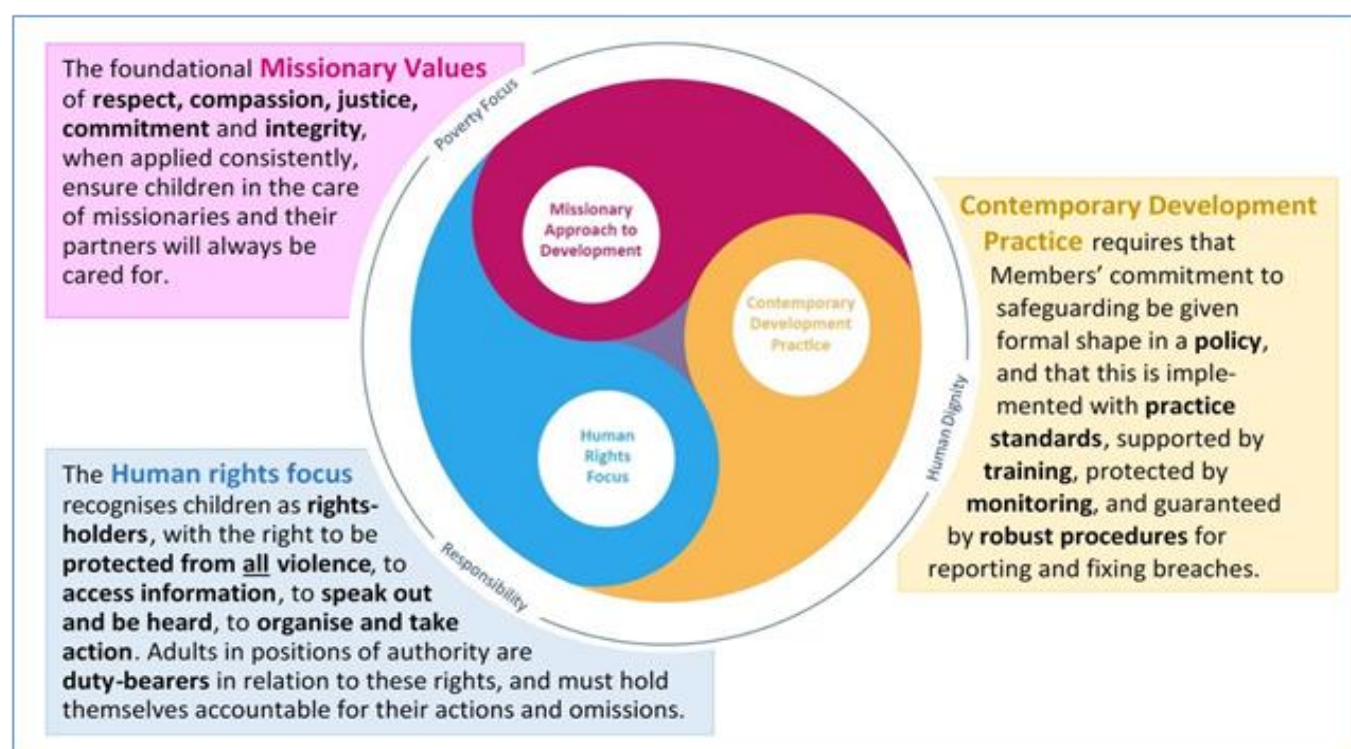 The foundational Missionary Values
of respect, compassion, justice,
commitment and integrity,
when applied consistently,
ensure children in the care
of missionaries and their
partners will always be
cared for.
Poverty Focus
Missionary
Approach to
Development
Contemporary
Development
Practice
Human
Rights
Focus
Human Dignity
Responsibility
Contemporary Development
Practice requires that
Members’ commitment to
safeguarding be given
formal shape in a policy,
and that this is imple-
mented with practice
standards, supported by
training, protected by
monitoring, and guaranteed
by robust procedures for
reporting and fixing breaches.
The Human rights focus
recognises children as rights-
holders, with the right to be
protected from all violence, to
access information, to speak out
and be heard, to organise and take
action. Adults in positions of authority are
duty-bearers in relation to these rights, and must hold
themselves accountable for their actions and omissions.